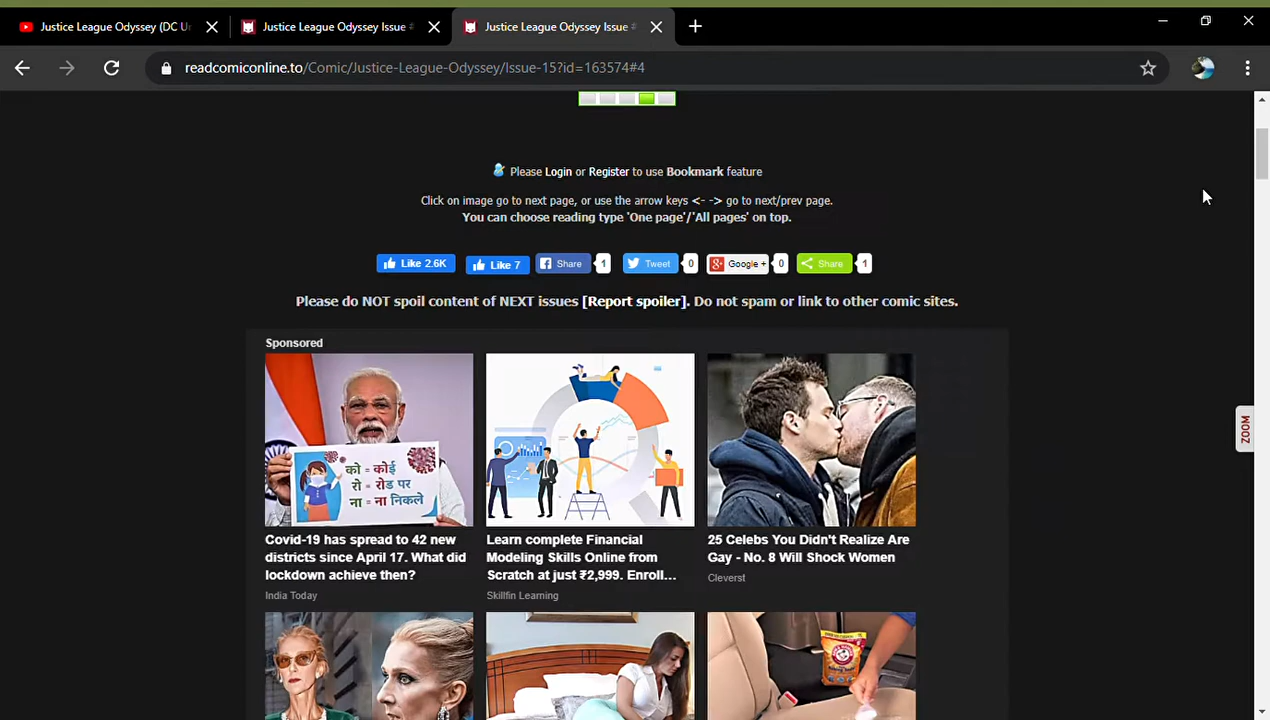 Justice League Odyssey (DC Un
Justice League Odyssey Issue #
Justice League Odyssey Issue #
readcomiconline.to/Comic/Justice-League-Odyssey/Issue-15?id=163574#4
Please Login or Register to use Bookmark feature
Click on image go to next page, or use the arrow keys <- -> go to next/prev page.
You can choose reading type 'One page'/'All pages' on top.
Like 2.6K Like 7 Share 1 Tweet 0 Google + 0 Share 1
Please do NOT spoil content of NEXT issues [Report spoiler]. Do not spam or link to other comic sites.
ZOOM
Sponsored
को = कोई
रो = रोड पर
ना = ना निकले
Covid-19 has spread to 42 new
districts since April 17. What did
lockdown achieve then?
India Today
Learn complete Financial
Modeling Skills Online from
Scratch at just ₹2,999. Enroll…
Skillfin Learning
25 Celebs You Didn't Realize Are
Gay - No. 8 Will Shock Women
Cleverst
ARM & HAMMER